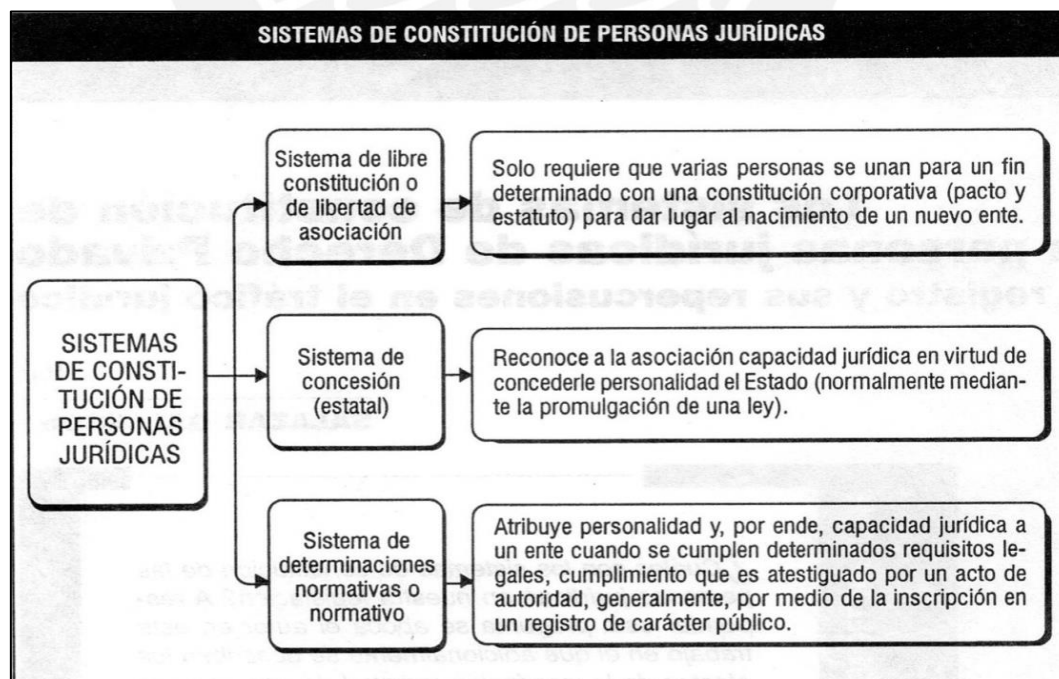 SISTEMAS DE CONSTITUCIÓN DE PERSONAS JURÍDICAS
SISTEMAS
DE CONSTI-
TUCIÓN DE
PERSONAS
JURÍDICAS
Sistema de libre
constitución o
de libertad de
asociación
Solo requiere que varias personas se unan para un fin
determinado con una constitución corporativa (pacto y
estatuto) para dar lugar al nacimiento de un nuevo ente.
Sistema de
concesión
(estatal)
Reconoce a la asociación capacidad jurídica en virtud de
concederle personalidad el Estado (normalmente median-
te la promulgación de una ley).
Sistema de
determinaciones
normativas o
normativo
Atribuye personalidad y, por ende, capacidad jurídica a
un ente cuando se cumplen determinados requisitos le-
gales, cumplimiento que es atestiguado por un acto de
autoridad, generalmente, por medio de la inscripción en
un registro de carácter público.